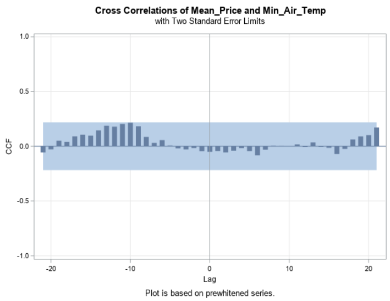 Cross Correlations of Mean_Price and Min_Air_Temp
with Two Standard Error Limits
1.0
0.5
0.0
-0.5
-1.0
CCF
-20 -10 0 10 20
Lag
Plot is based on prewhitened series.